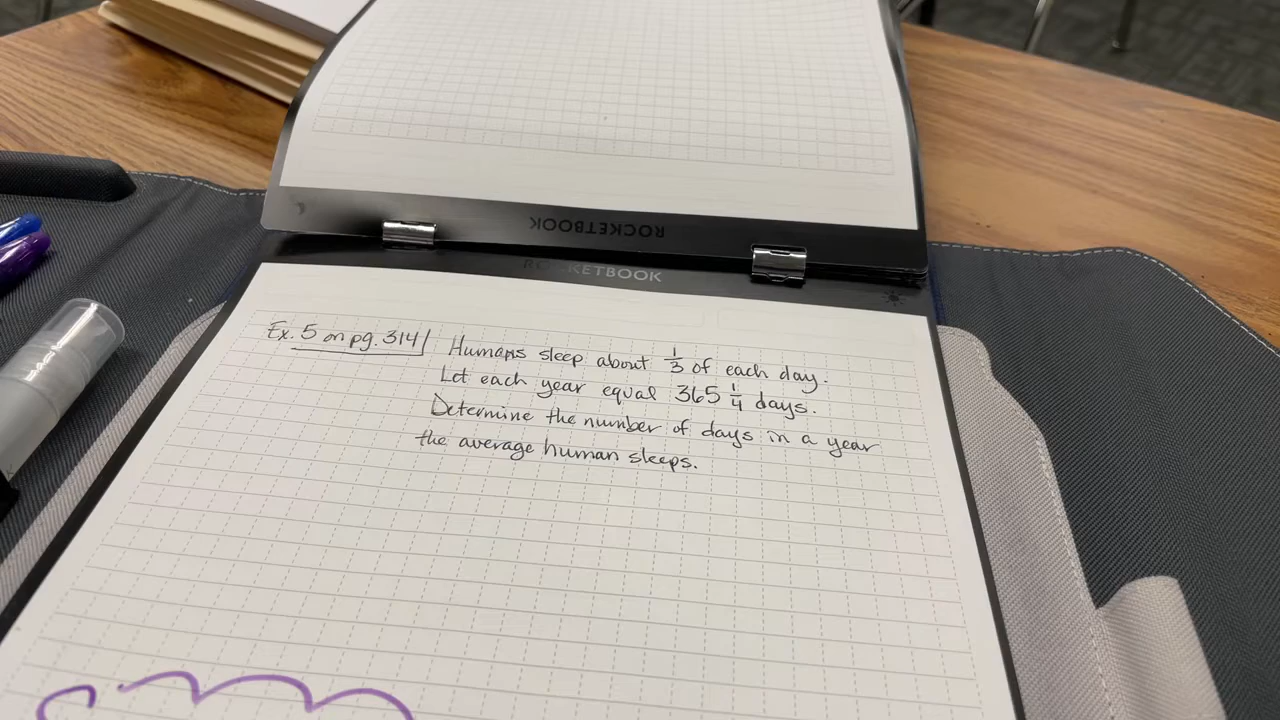 ROCKETBOOK
ROCKETBOOK
Ex. 5 on pg. 314
Humans sleep about 1/3 of each day.
Let each year equal 365 1/4 days.
Determine the number of days in a year
the average human sleeps.